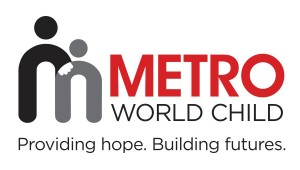 METRO
WORLD CHILD
Providing hope. Building futures.